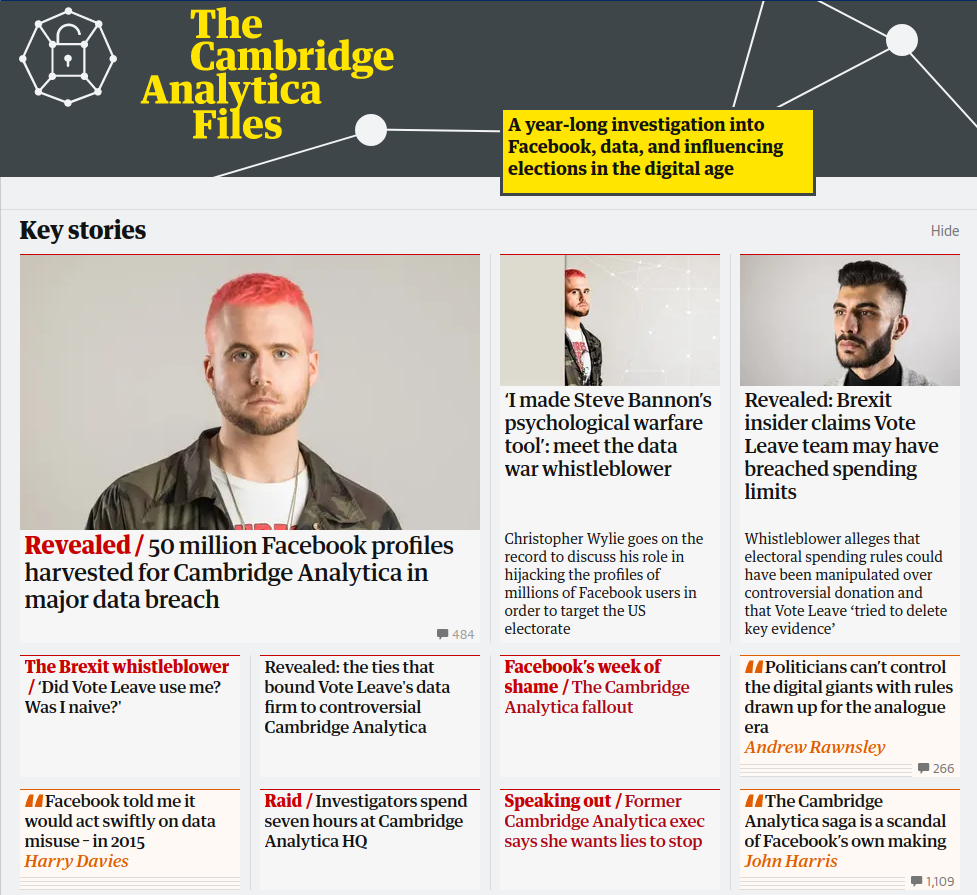 The
Cambridge
Analytica
Files
A year-long investigation into
Facebook, data, and influencing
elections in the digital age
Key stories
Hide
Revealed / 50 million Facebook profiles
harvested for Cambridge Analytica in
major data breach
484
‘I made Steve Bannon’s
psychological warfare
tool’: meet the data
war whistleblower
Christopher Wylie goes on the
record to discuss his role in
hijacking the profiles of
millions of Facebook users in
order to target the US
electorate
Revealed: Brexit
insider claims Vote
Leave team may have
breached spending
limits
Whistleblower alleges that
electoral spending rules could
have been manipulated over
controversial donation and
that Vote Leave ‘tried to delete
key evidence’
The Brexit whistleblower
/ ‘Did Vote Leave use me?
Was I naive?'
Revealed: the ties that
bound Vote Leave's data
firm to controversial
Cambridge Analytica
Facebook’s week of
shame / The Cambridge
Analytica fallout
Politicians can’t control
the digital giants with rules
drawn up for the analogue
era
Andrew Rawnsley
266
Facebook told me it
would act swiftly on data
misuse – in 2015
Harry Davies
Raid / Investigators spend
seven hours at Cambridge
Analytica HQ
Speaking out / Former
Cambridge Analytica exec
says she wants lies to stop
The Cambridge
Analytica saga is a scandal
of Facebook’s own making
John Harris
1,109